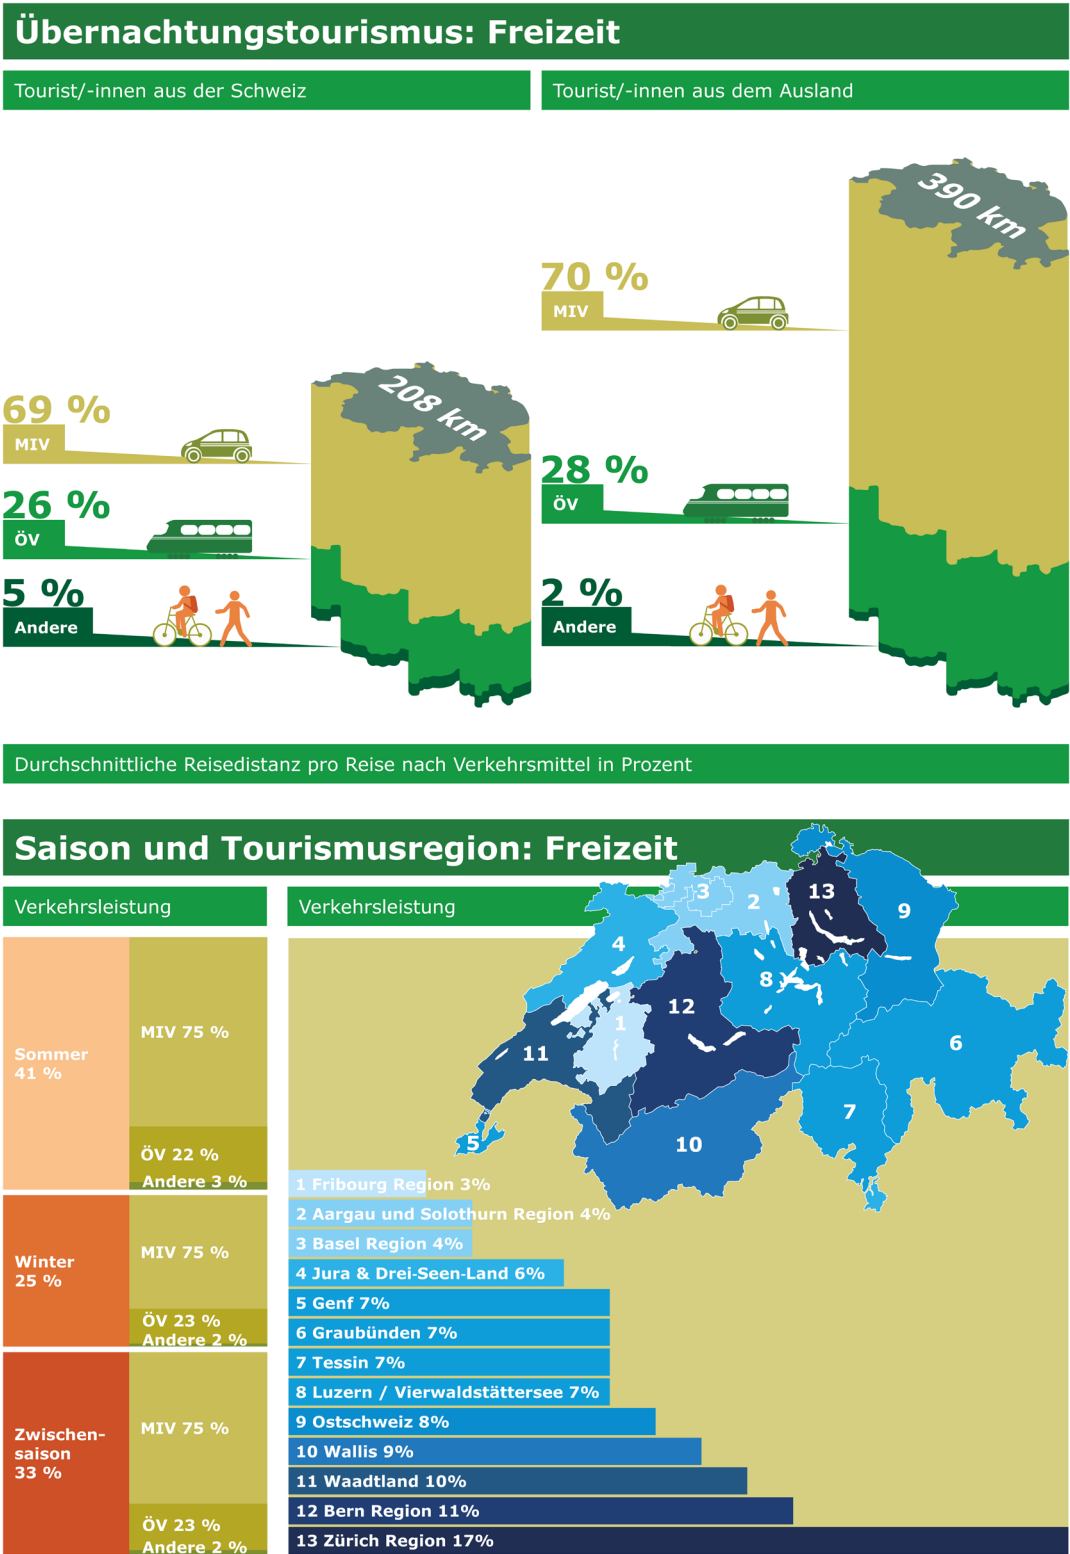 Übernachtungstourismus: Freizeit
Tourist/-innen aus der Schweiz
Tourist/-innen aus dem Ausland
208 km
69 %
MIV
26 %
ÖV
5 %
Andere
390 km
70 %
MIV
28 %
ÖV
2 %
Andere
Durchschnittliche Reisedistanz pro Reise nach Verkehrsmittel in Prozent
Saison und Tourismusregion: Freizeit
Verkehrsleistung
Sommer
41 %
MIV 75 %
ÖV 22 %
Andere 3 %
Winter
25 %
MIV 75 %
ÖV 23 %
Andere 2 %
Zwischen-
saison
33 %
MIV 75 %
ÖV 23 %
Andere 2 %
Verkehrsleistung
13
3
2
9
4
8
12
1
6
11
7
5
10
1 Fribourg Region 3%
2 Aargau und Solothurn Region 4%
3 Basel Region 4%
4 Jura & Drei-Seen-Land 6%
5 Genf 7%
6 Graubünden 7%
7 Tessin 7%
8 Luzern / Vierwaldstättersee 7%
9 Ostschweiz 8%
10 Wallis 9%
11 Waadtland 10%
12 Bern Region 11%
13 Zürich Region 17%